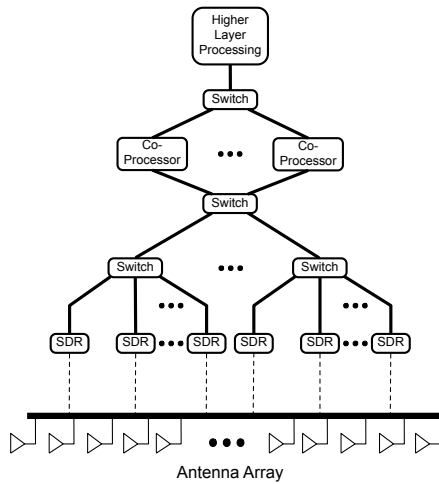 Higher
Layer
Processing
Switch
Co-
Processor
Co-
Processor
Switch
Switch
Switch
SDR
SDR
SDR
SDR
SDR
SDR
Antenna Array